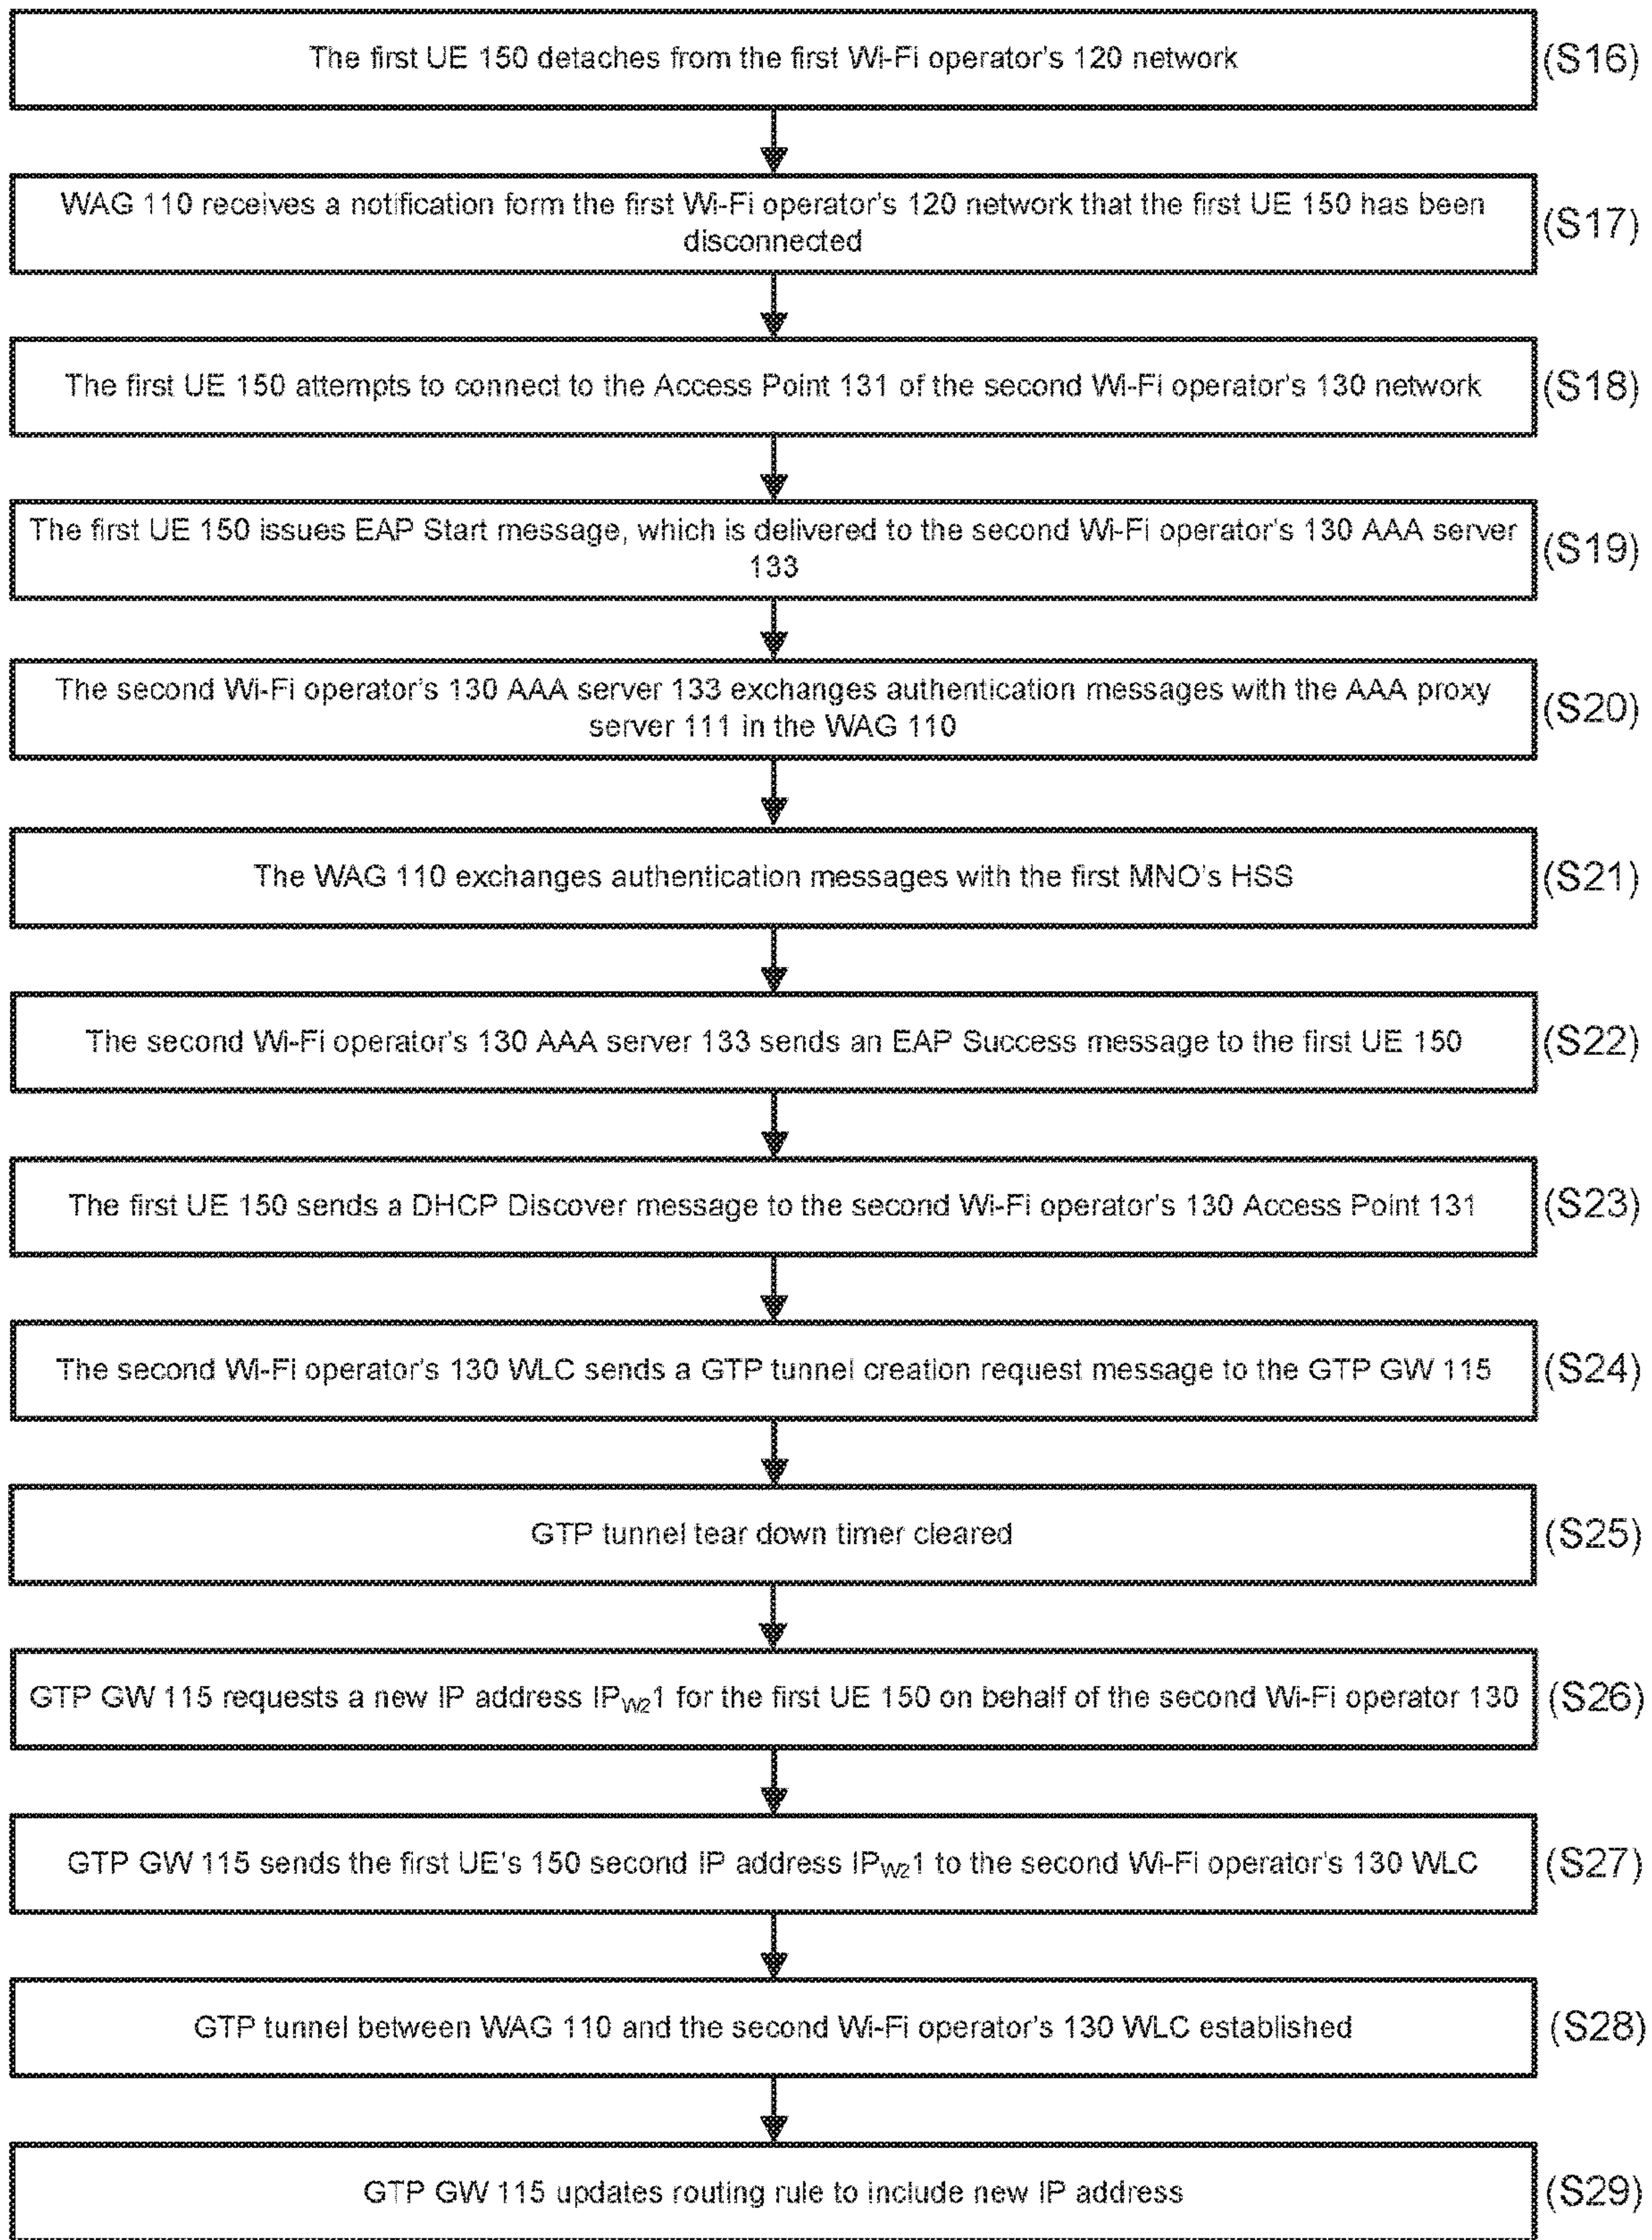 The first UE 150 detaches from the first Wi-Fi operator's 120 network
(S16)
WAG 110 receives a notification form the first Wi-Fi operator's 120 network that the first UE 150 has been
disconnected
(S17)
The first UE 150 attempts to connect to the Access Point 131 of the second Wi-Fi operator's 130 network
(S18)
The first UE 150 issues EAP Start message, which is delivered to the second Wi-Fi operator's 130 AAA server
133
(S19)
The second Wi-Fi operator's 130 AAA server 133 exchanges authentication messages with the AAA proxy
server 111 in the WAG 110
(S20)
The WAG 110 exchanges authentication messages with the first MNO's HSS
(S21)
The second Wi-Fi operator's 130 AAA server 133 sends an EAP Success message to the first UE 150
(S22)
The first UE 150 sends a DHCP Discover message to the second Wi-Fi operator's 130 Access Point 131
(S23)
The second Wi-Fi operator's 130 WLC sends a GTP tunnel creation request message to the GTP GW 115
(S24)
GTP tunnel tear down timer cleared
(S25)
GTP GW 115 requests a new IP address IPW21 for the first UE 150 on behalf of the second Wi-Fi operator 130
(S26)
GTP GW 115 sends the first UE's 150 second IP address IPW21 to the second Wi-Fi operator's 130 WLC
(S27)
GTP tunnel between WAG 110 and the second Wi-Fi operator's 130 WLC established
(S28)
GTP GW 115 updates routing rule to include new IP address
(S29)